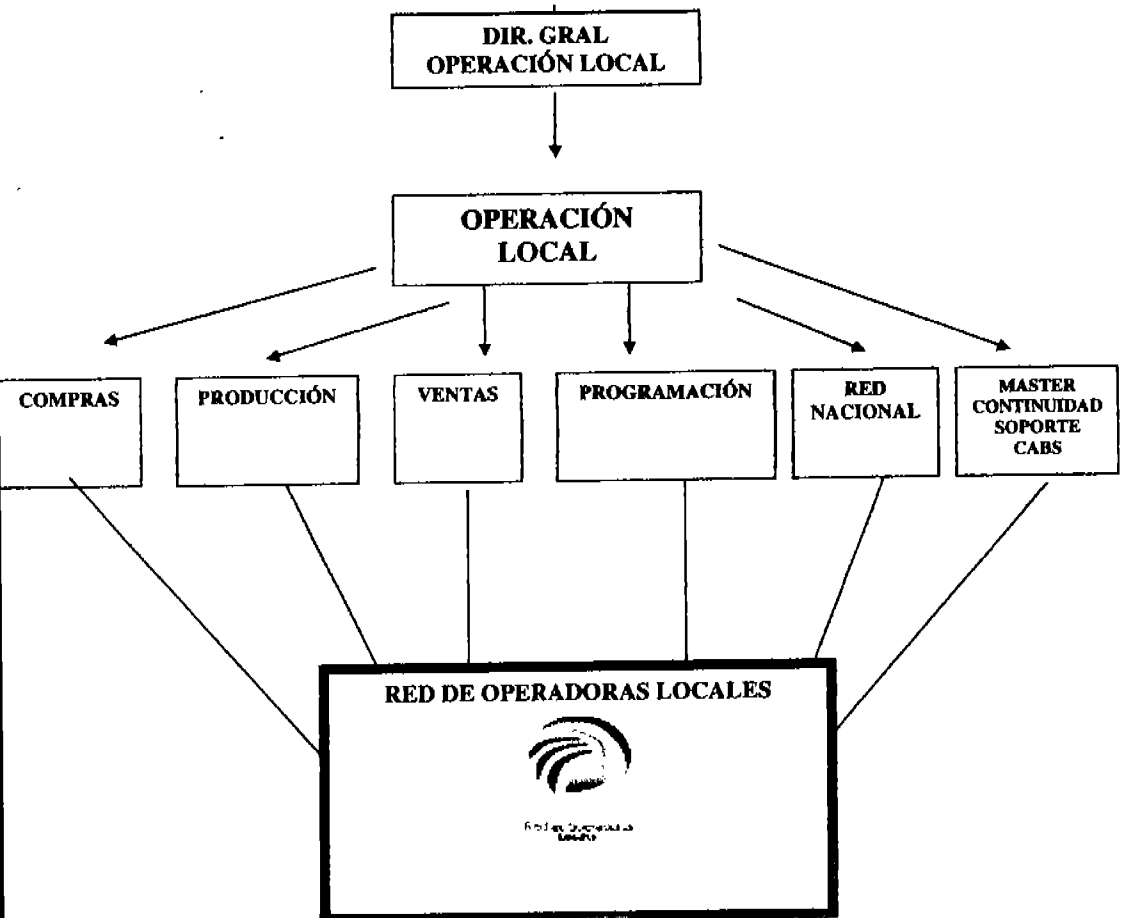 DIR. GRAL
OPERACIÓN LOCAL
OPERACIÓN
LOCAL
COMPRAS
PRODUCCIÓN
VENTAS
PROGRAMACIÓN
RED
NACIONAL
MASTER
CONTINUIDAD
SOPORTE
CABS
RED DE OPERADORAS LOCALES